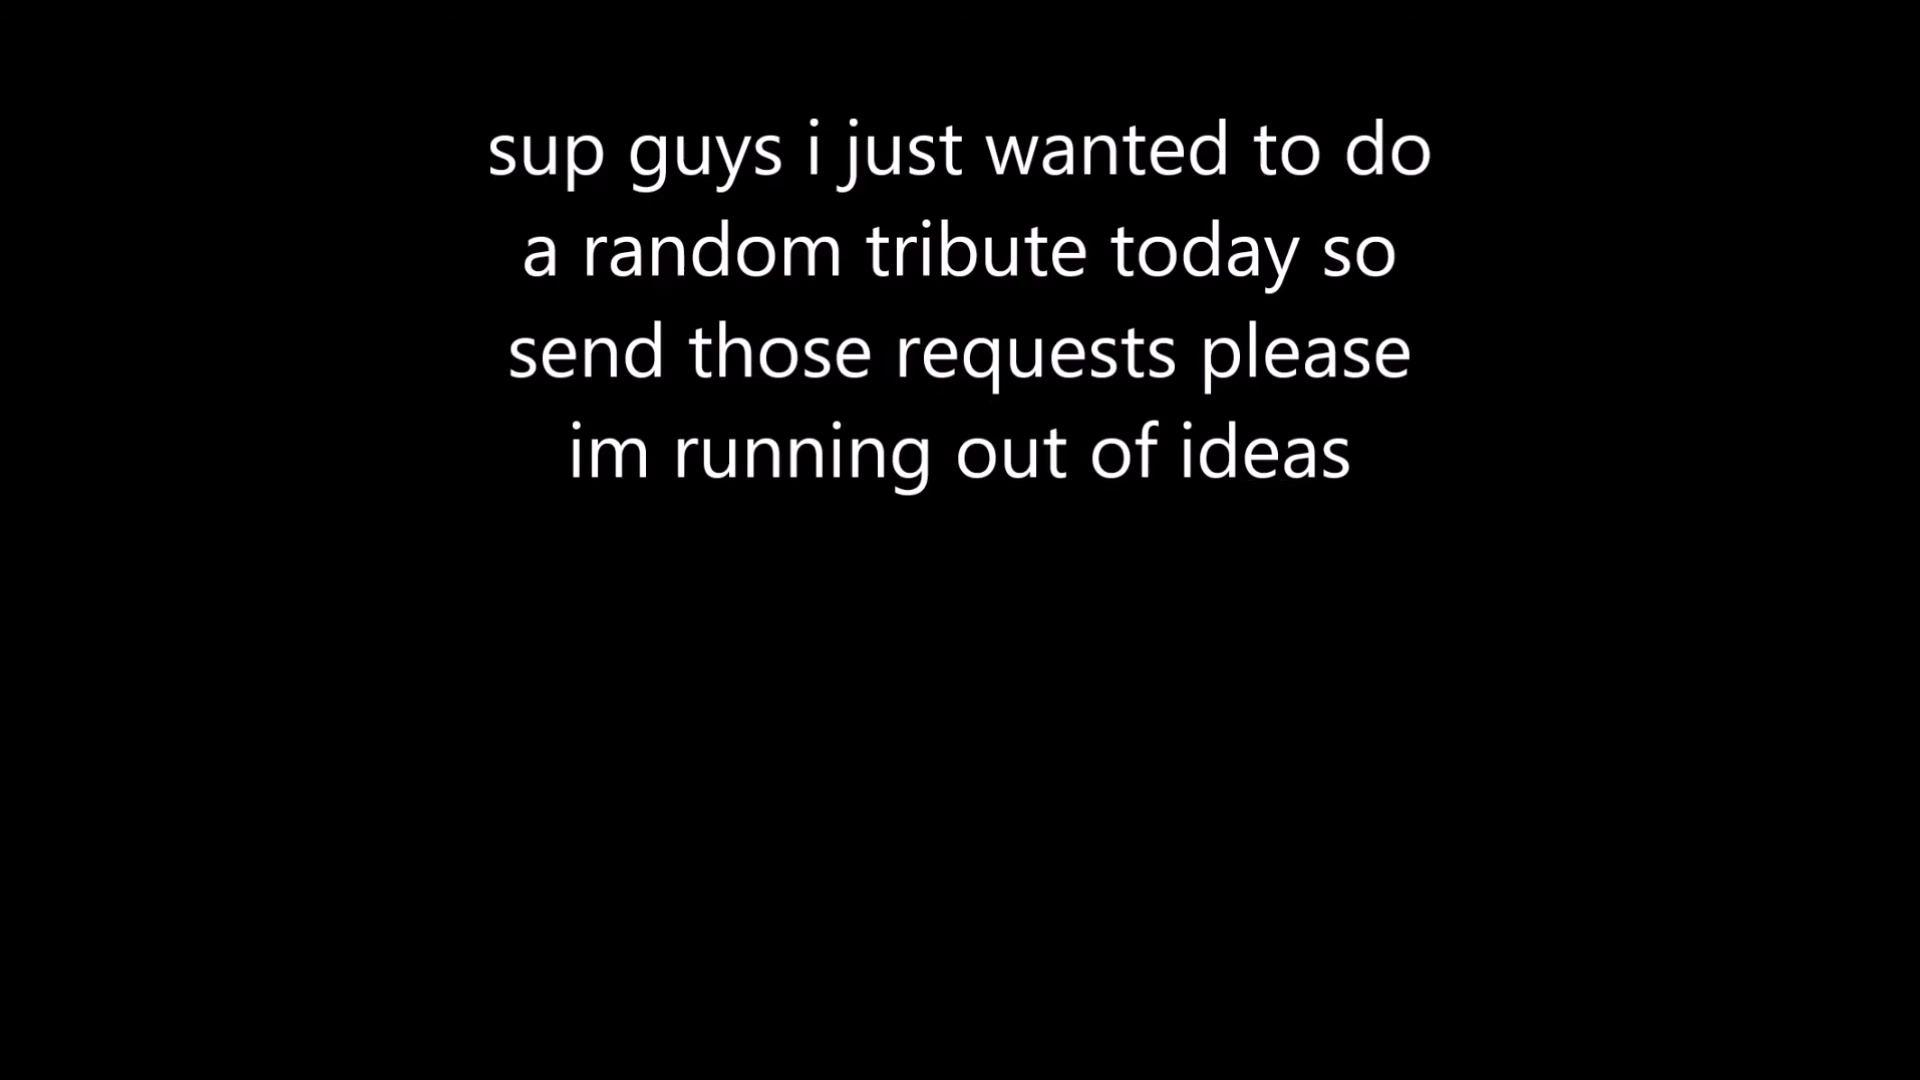 sup guys i just wanted to do
a random tribute today so
send those requests please
im running out of ideas